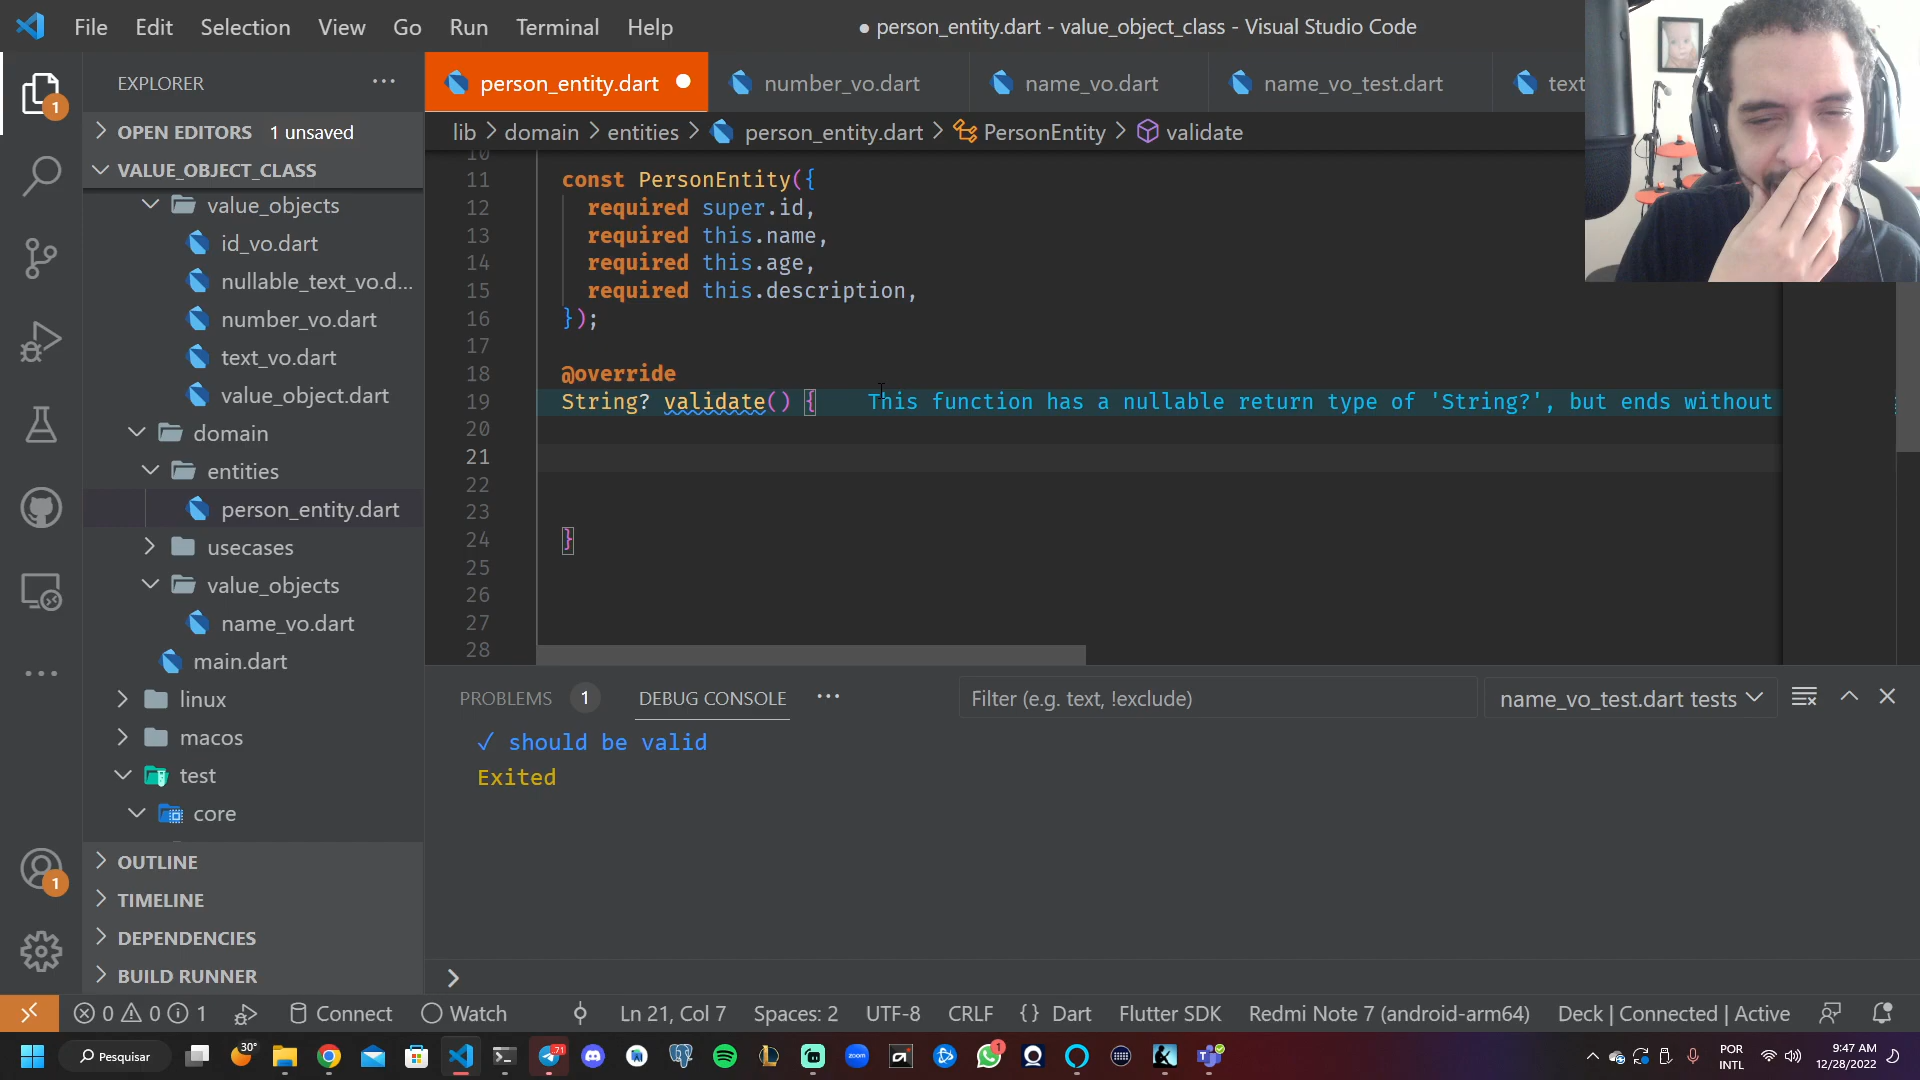 File Edit Selection View Go Run Terminal Help
● person_entity.dart - value_object_class - Visual Studio Code
EXPLORER
OPEN EDITORS 1 unsaved
VALUE_OBJECT_CLASS
value_objects
id_vo.dart
nullable_text_vo.d...
number_vo.dart
text_vo.dart
value_object.dart
domain
entities
person_entity.dart
usecases
value_objects
name_vo.dart
main.dart
linux
macos
test
core
OUTLINE
TIMELINE
DEPENDENCIES
BUILD RUNNER
1
1
person_entity.dart number_vo.dart name_vo.dart name_vo_test.dart text
lib > domain > entities > person_entity.dart > PersonEntity > validate
10
11 const PersonEntity({
12 required super.id,
13 required this.name,
14 required this.age,
15 required this.description,
16 });
17
18 @override
19 String? validate() { This function has a nullable return type of 'String?', but ends without
20
21
22
23
24 }
25
26
27
28
PROBLEMS 1 DEBUG CONSOLE Filter (e.g. text, !exclude) name_vo_test.dart tests
✓ should be valid
Exited
>
0 0 1 Connect Watch Ln 21, Col 7 Spaces: 2 UTF-8 CRLF {} Dart Flutter SDK Redmi Note 7 (android-arm64) Deck | Connected | Active
Pesquisar 30° 71 zoom 1 POR INTL 9:47 AM 12/28/2022